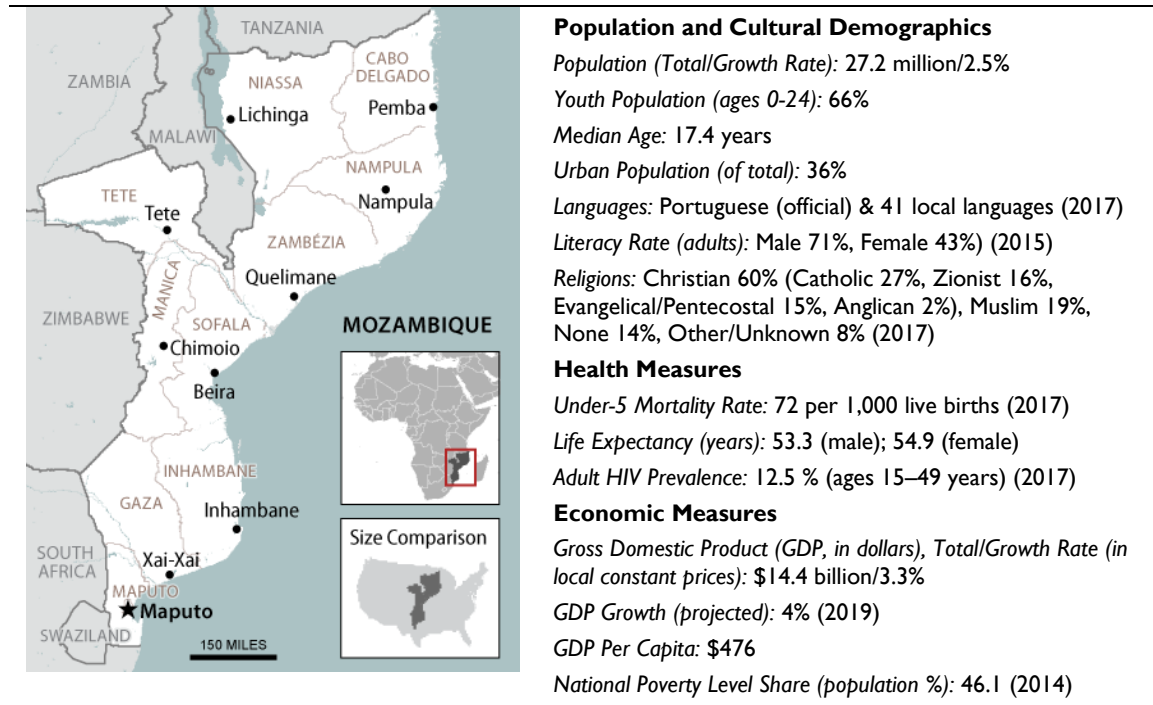 TANZANIA
ZAMBIA
CABO
DELGADO
NIASSA
Lichinga
Pemba
MALAWI
NAMPULA
TETE
Nampula
Tete
ZAMBÉZIA
MANICA
Quelimane
ZIMBABWE
SOFALA
MOZAMBIQUE
Chimoio
Beira
INHAMBANE
GAZA
Inhambane
Size Comparison
SOUTH
AFRICA
Xai-Xai
MAPUTO
Maputo
SWAZILAND
150 MILES
Population and Cultural Demographics
Population (Total/Growth Rate): 27.2 million/2.5%
Youth Population (ages 0-24): 66%
Median Age: 17.4 years
Urban Population (of total): 36%
Languages: Portuguese (official) & 41 local languages (2017)
Literacy Rate (adults): Male 71%, Female 43%) (2015)
Religions: Christian 60% (Catholic 27%, Zionist 16%,
Evangelical/Pentecostal 15%, Anglican 2%), Muslim 19%,
None 14%, Other/Unknown 8% (2017)
Health Measures
Under-5 Mortality Rate: 72 per 1,000 live births (2017)
Life Expectancy (years): 53.3 (male); 54.9 (female)
Adult HIV Prevalence: 12.5 % (ages 15–49 years) (2017)
Economic Measures
Gross Domestic Product (GDP, in dollars), Total/Growth Rate (in
local constant prices): $14.4 billion/3.3%
GDP Growth (projected): 4% (2019)
GDP Per Capita: $476
National Poverty Level Share (population %): 46.1 (2014)